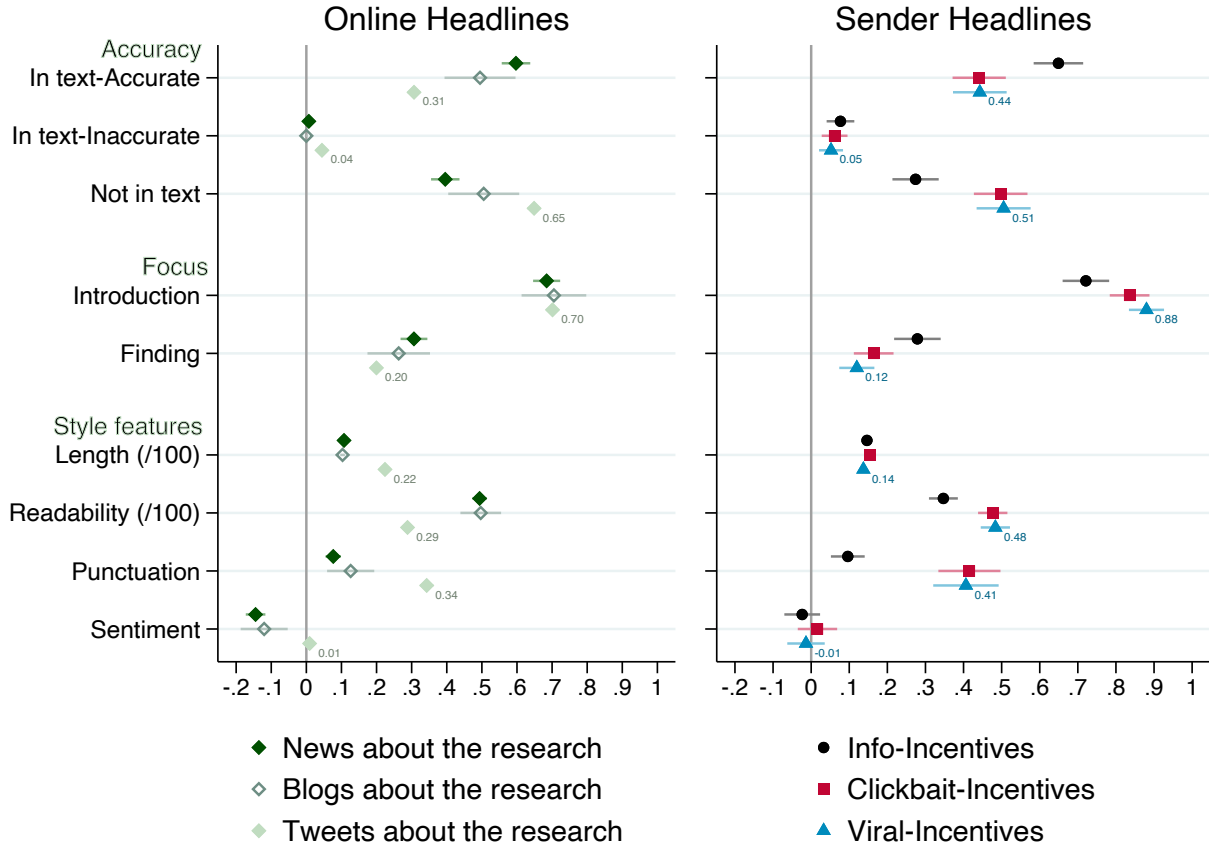 Online Headlines
Sender Headlines
Accuracy
In text-Accurate
0.31
0.44
In text-Inaccurate
0.04
0.05
Not in text
0.65
0.51
Focus
Introduction
0.70
0.88
Finding
0.20
0.12
Style features
Length (/100)
0.22
0.14
Readability (/100)
0.29
0.48
Punctuation
0.34
0.41
Sentiment
0.01
-0.01
-.2 -.1 0 .1 .2 .3 .4 .5 .6 .7 .8 .9 1
-.2 -.1 0 .1 .2 .3 .4 .5 .6 .7 .8 .9 1
News about the research
Blogs about the research
Tweets about the research
Info-Incentives
Clickbait-Incentives
Viral-Incentives